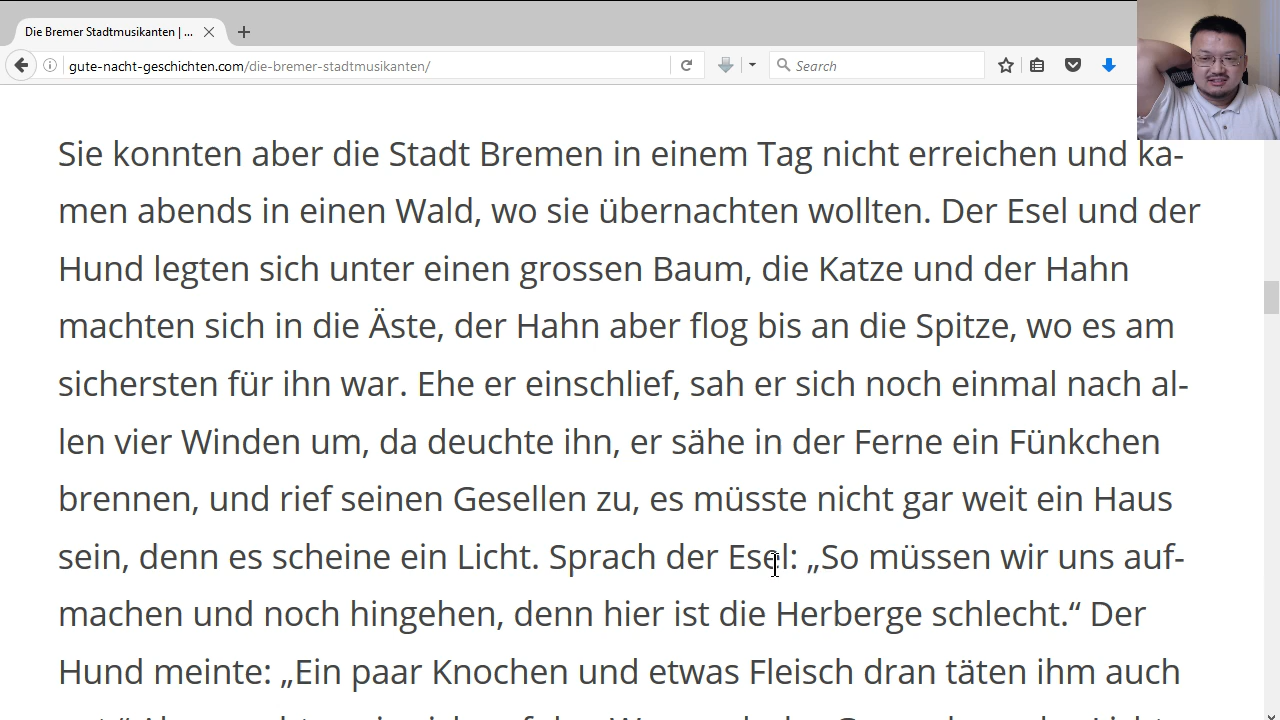 Die Bremer Stadtmusikanten | ...
gute-nacht-geschichten.com/die-bremer-stadtmusikanten/
Search
Sie konnten aber die Stadt Bremen in einem Tag nicht erreichen und ka-
men abends in einen Wald, wo sie übernachten wollten. Der Esel und der
Hund legten sich unter einen grossen Baum, die Katze und der Hahn
machten sich in die Äste, der Hahn aber flog bis an die Spitze, wo es am
sichersten für ihn war. Ehe er einschlief, sah er sich noch einmal nach al-
len vier Winden um, da deuchte ihn, er sähe in der Ferne ein Fünkchen
brennen, und rief seinen Gesellen zu, es müsste nicht gar weit ein Haus
sein, denn es scheine ein Licht. Sprach der Esel: „So müssen wir uns auf-
machen und noch hingehen, denn hier ist die Herberge schlecht.“ Der
Hund meinte: „Ein paar Knochen und etwas Fleisch dran täten ihm auch